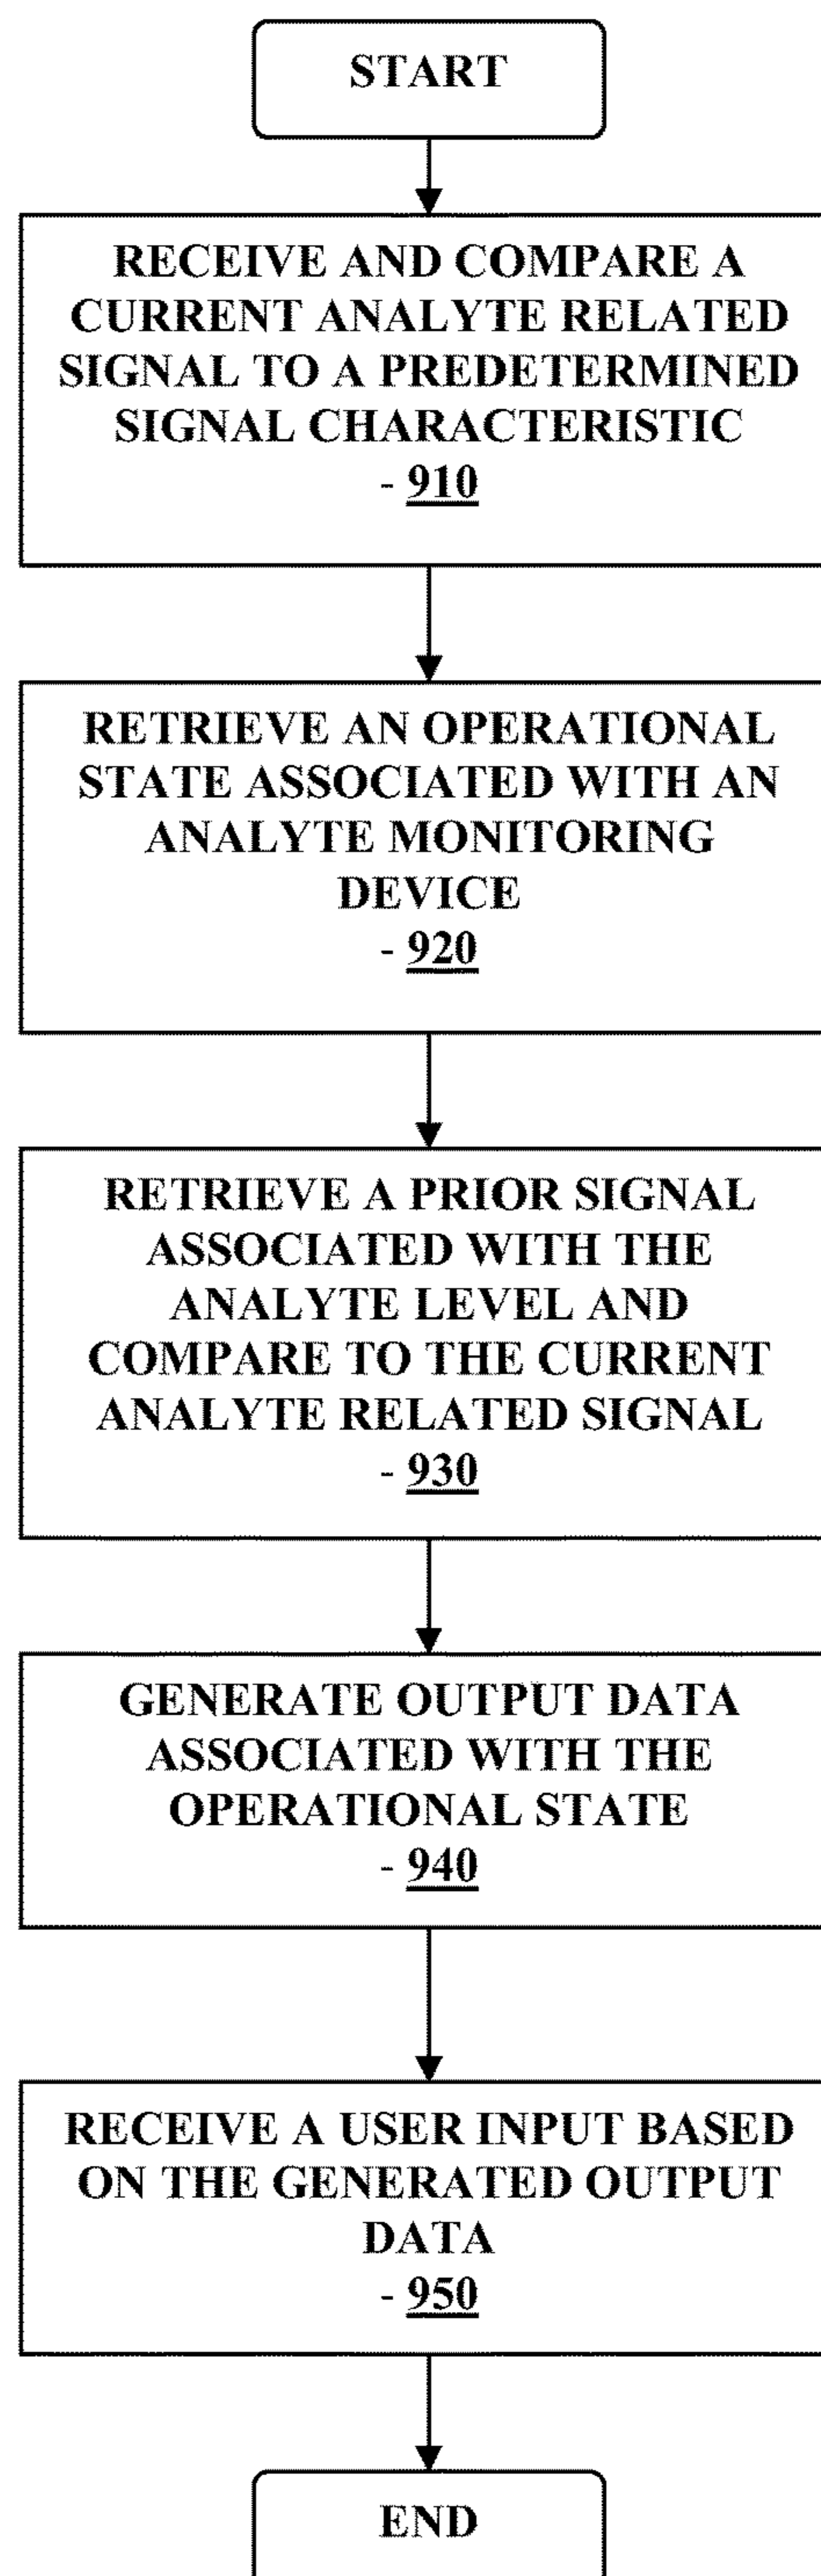 START
RECEIVE AND COMPARE A
CURRENT ANALYTE RELATED
SIGNAL TO A PREDETERMINED
SIGNAL CHARACTERISTIC
- 910
RETRIEVE AN OPERATIONAL
STATE ASSOCIATED WITH AN
ANALYTE MONITORING
DEVICE
- 920
RETRIEVE A PRIOR SIGNAL
ASSOCIATED WITH THE
ANALYTE LEVEL AND
COMPARE TO THE CURRENT
ANALYTE RELATED SIGNAL
- 930
GENERATE OUTPUT DATA
ASSOCIATED WITH THE
OPERATIONAL STATE
- 940
RECEIVE A USER INPUT BASED
ON THE GENERATED OUTPUT
DATA
- 950
END